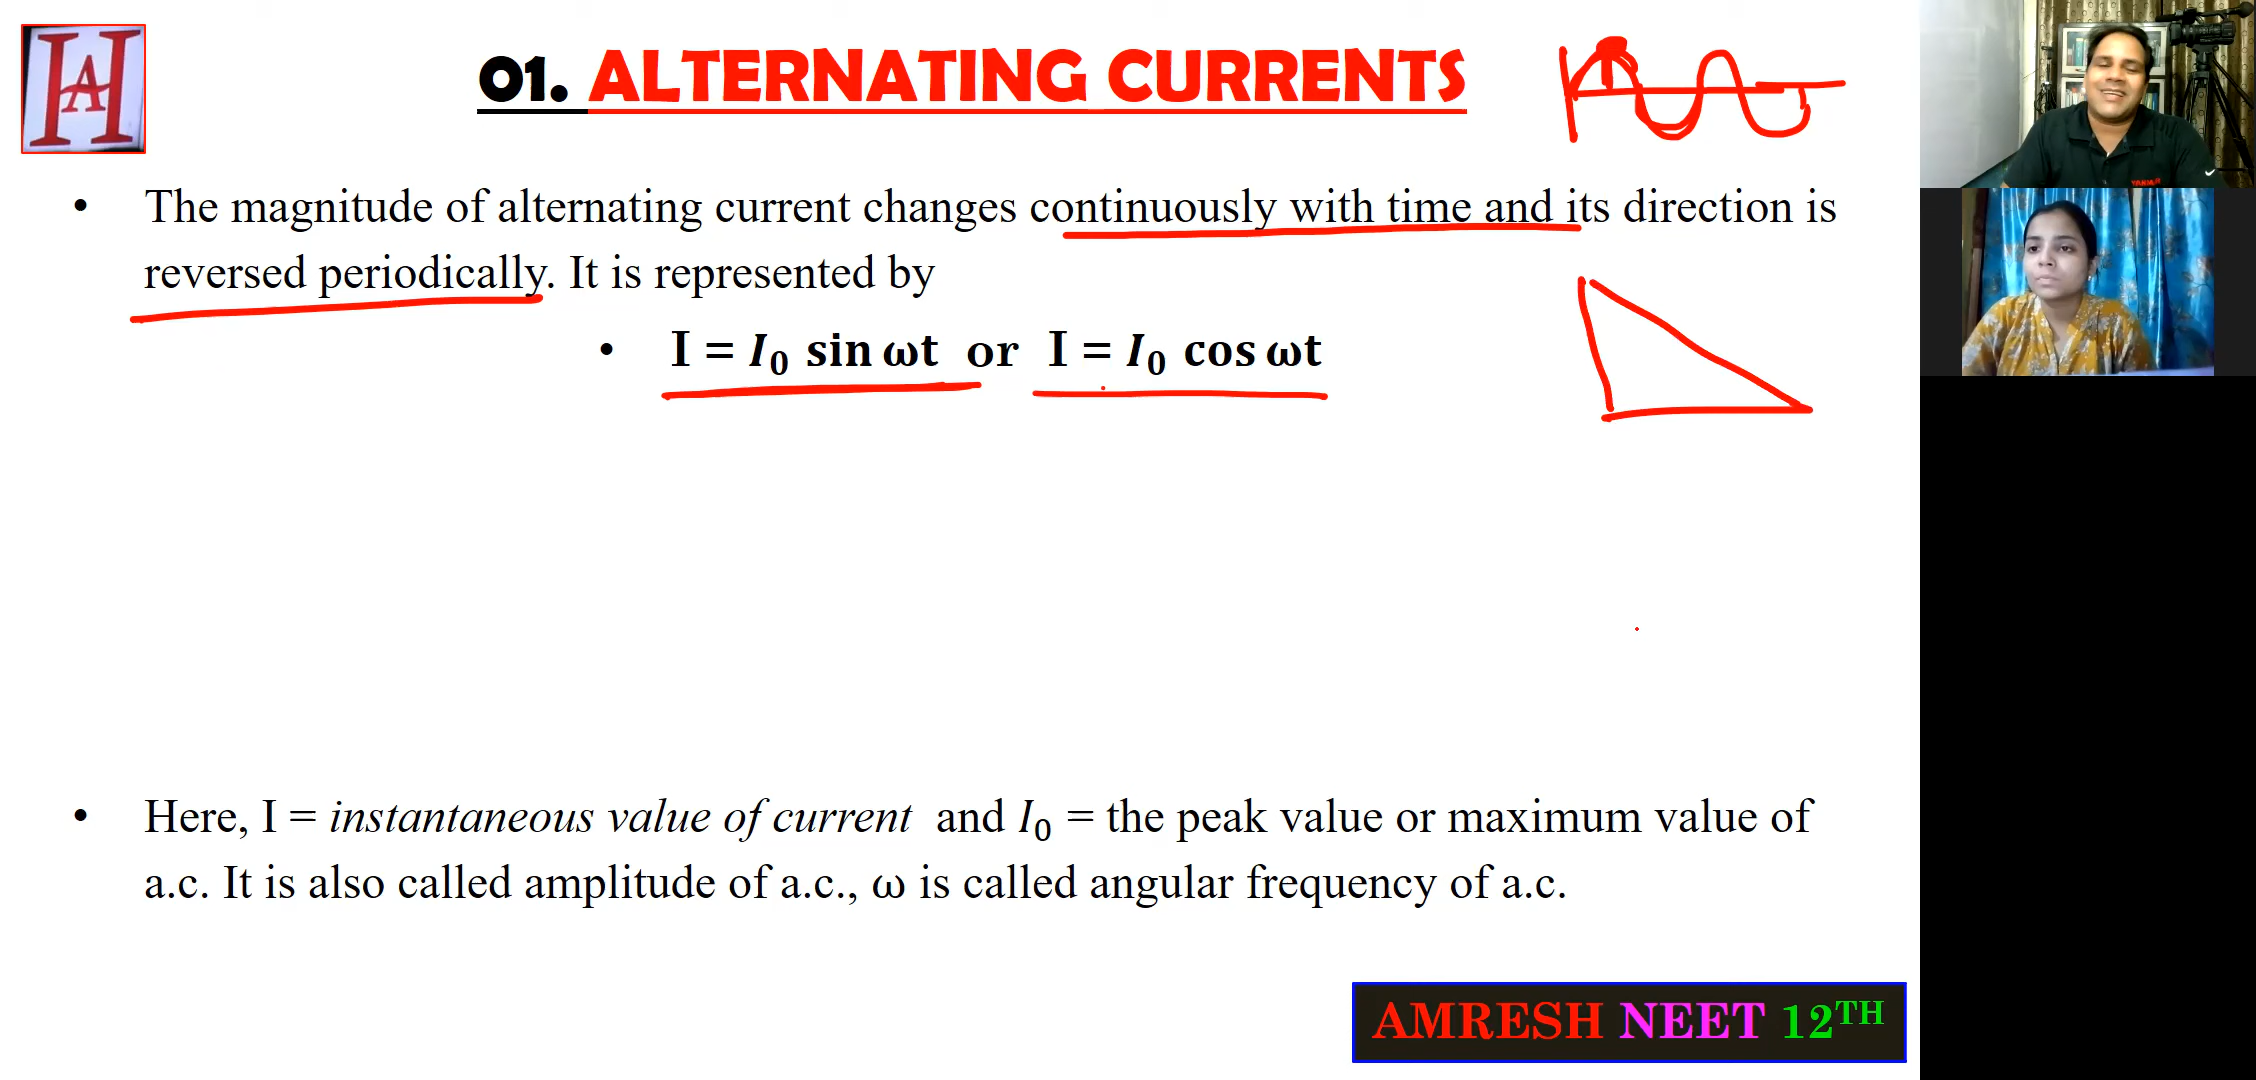 HA
01. ALTERNATING CURRENTS
• The magnitude of alternating current changes continuously with time and its direction is
reversed periodically. It is represented by
• I = I₀ sin ωt or I = I₀ cos ωt
• Here, I = instantaneous value of current and I₀ = the peak value or maximum value of
a.c. It is also called amplitude of a.c., ω is called angular frequency of a.c.
AMRESH NEET 12TH